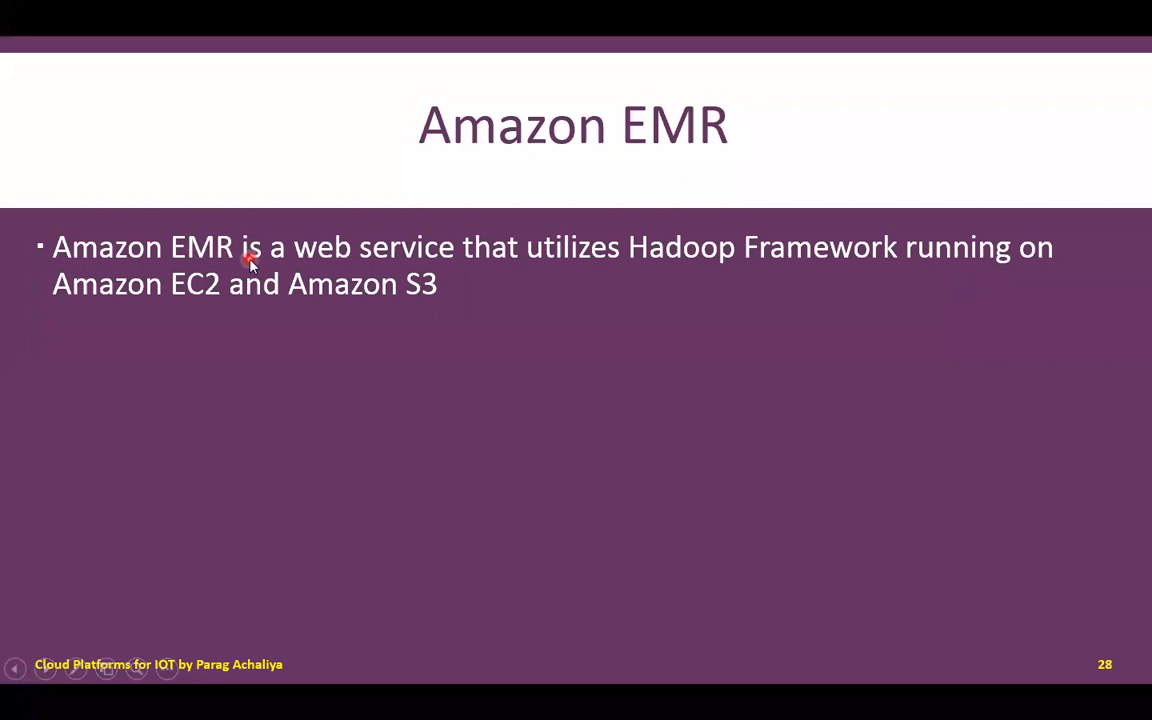 Amazon EMR
▪ Amazon EMR is a web service that utilizes Hadoop Framework running on
Amazon EC2 and Amazon S3
Cloud Platforms for IOT by Parag Achaliya
28